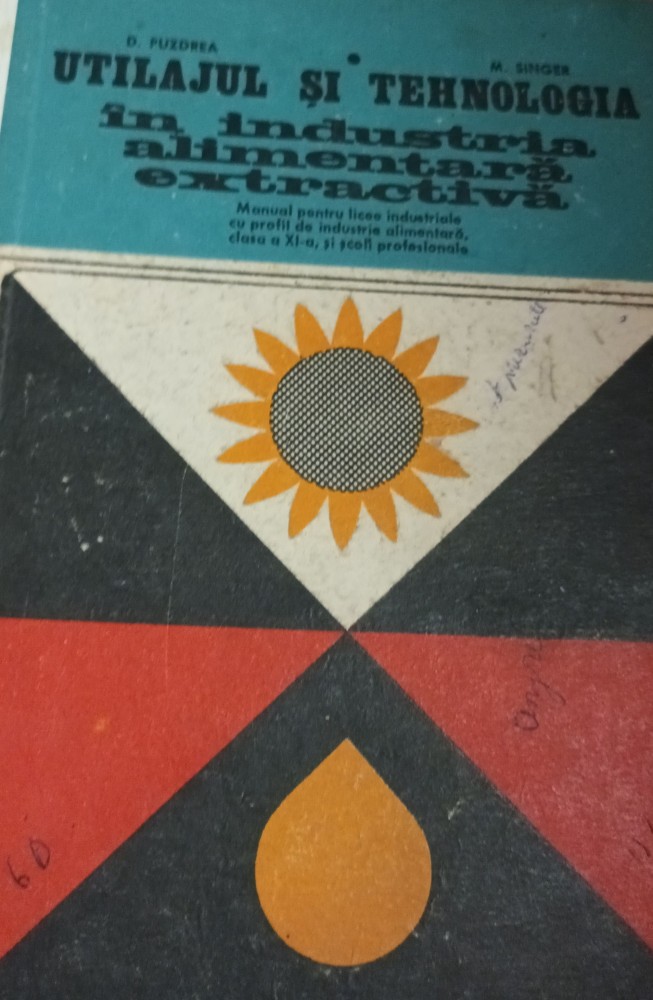 D. PUZDREA
M. SINGER
UTILAJUL ȘI TEHNOLOGIA
în industria
alimentară
extractivă
Manual pentru licee industriale
cu profil de industrie alimentară,
clasa a XI-a, și școli profesionale
6 D